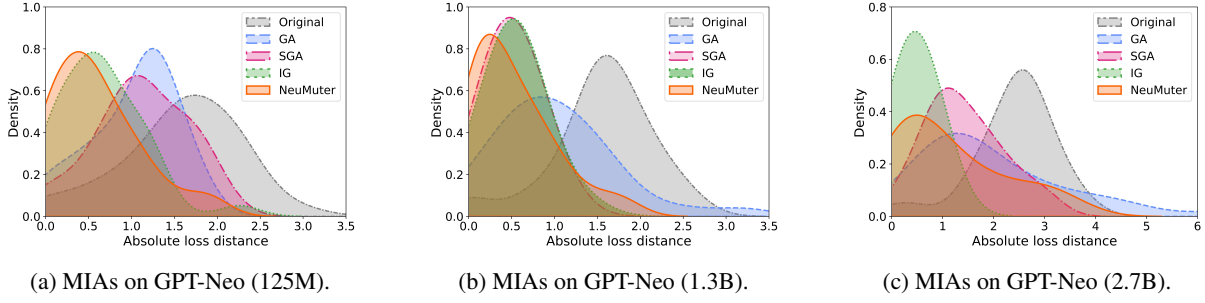 Density
1.0
0.8
0.6
0.4
0.2
0.0
0.0 0.5 1.0 1.5 2.0 2.5 3.0 3.5
Absolute loss distance
Original
GA
SGA
IG
NeuMuter
(a) MIAs on GPT-Neo (125M).
Density
1.0
0.8
0.6
0.4
0.2
0.0
0.0 0.5 1.0 1.5 2.0 2.5 3.0 3.5
Absolute loss distance
Original
GA
SGA
IG
NeuMuter
(b) MIAs on GPT-Neo (1.3B).
Density
0.8
0.6
0.4
0.2
0.0
0 1 2 3 4 5 6
Absolute loss distance
Original
GA
SGA
IG
NeuMuter
(c) MIAs on GPT-Neo (2.7B).